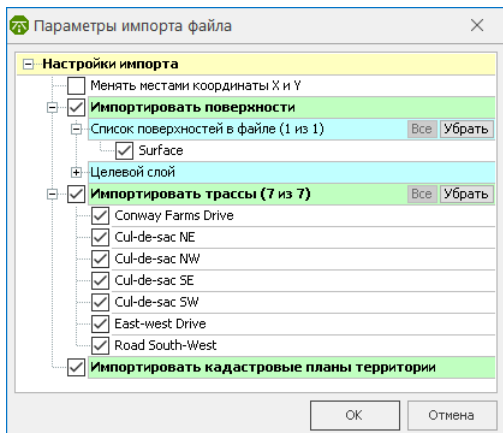 Параметры импорта файла
Настройки импорта
Менять местами координаты X и Y
Импортировать поверхности
Список поверхностей в файле (1 из 1) Все Убрать
Surface
Целевой слой
Импортировать трассы (7 из 7) Все Убрать
Conway Farms Drive
Cul-de-sac NE
Cul-de-sac NW
Cul-de-sac SE
Cul-de-sac SW
East-west Drive
Road South-West
Импортировать кадастровые планы территории
OK Отмена